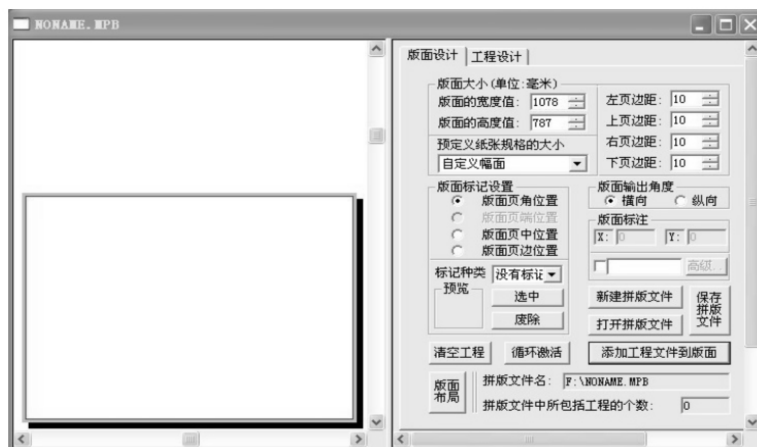 NONAME.MPB
版面设计 工程设计
版面大小(单位:毫米)
版面的宽度值: 1078
版面的高度值: 787
预定义纸张规格的大小
自定义幅面
左页边距: 10
上页边距: 10
右页边距: 10
下页边距: 10
版面标记设置
版面页角位置
版面页端位置
版面页中位置
版面页边位置
版面输出角度
横向 纵向
版面标注
X: 0 Y: 0
高级..
标记种类 没有标记
预览
选中
废除
新建拼版文件
打开拼版文件
保存
拼版
文件
清空工程 循环激活 添加工程文件到版面
版面
布局
拼版文件名: F:\NONAME.MPB
拼版文件中所包括工程的个数: 0